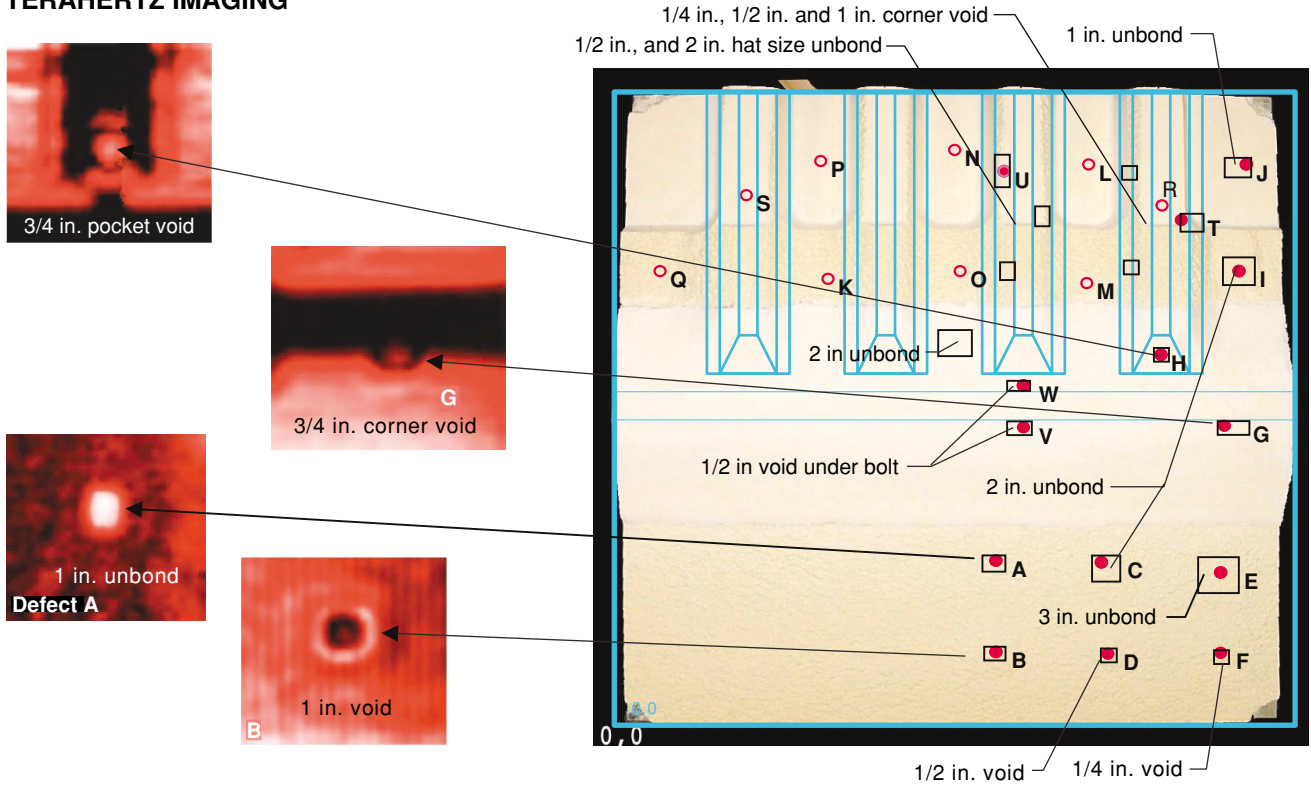 TERAHERTZ IMAGING
1/4 in., 1/2 in. and 1 in. corner void
1/2 in., and 2 in. hat size unbond
1 in. unbond
3/4 in. pocket void
N
P
U
L
J
R
S
T
Q
K
O
M
I
2 in unbond
H
G
3/4 in. corner void
W
V
G
1/2 in void under bolt
2 in. unbond
1 in. unbond
Defect A
A
C
E
3 in. unbond
B
D
F
1 in. void
B
0,0
1/2 in. void
1/4 in. void